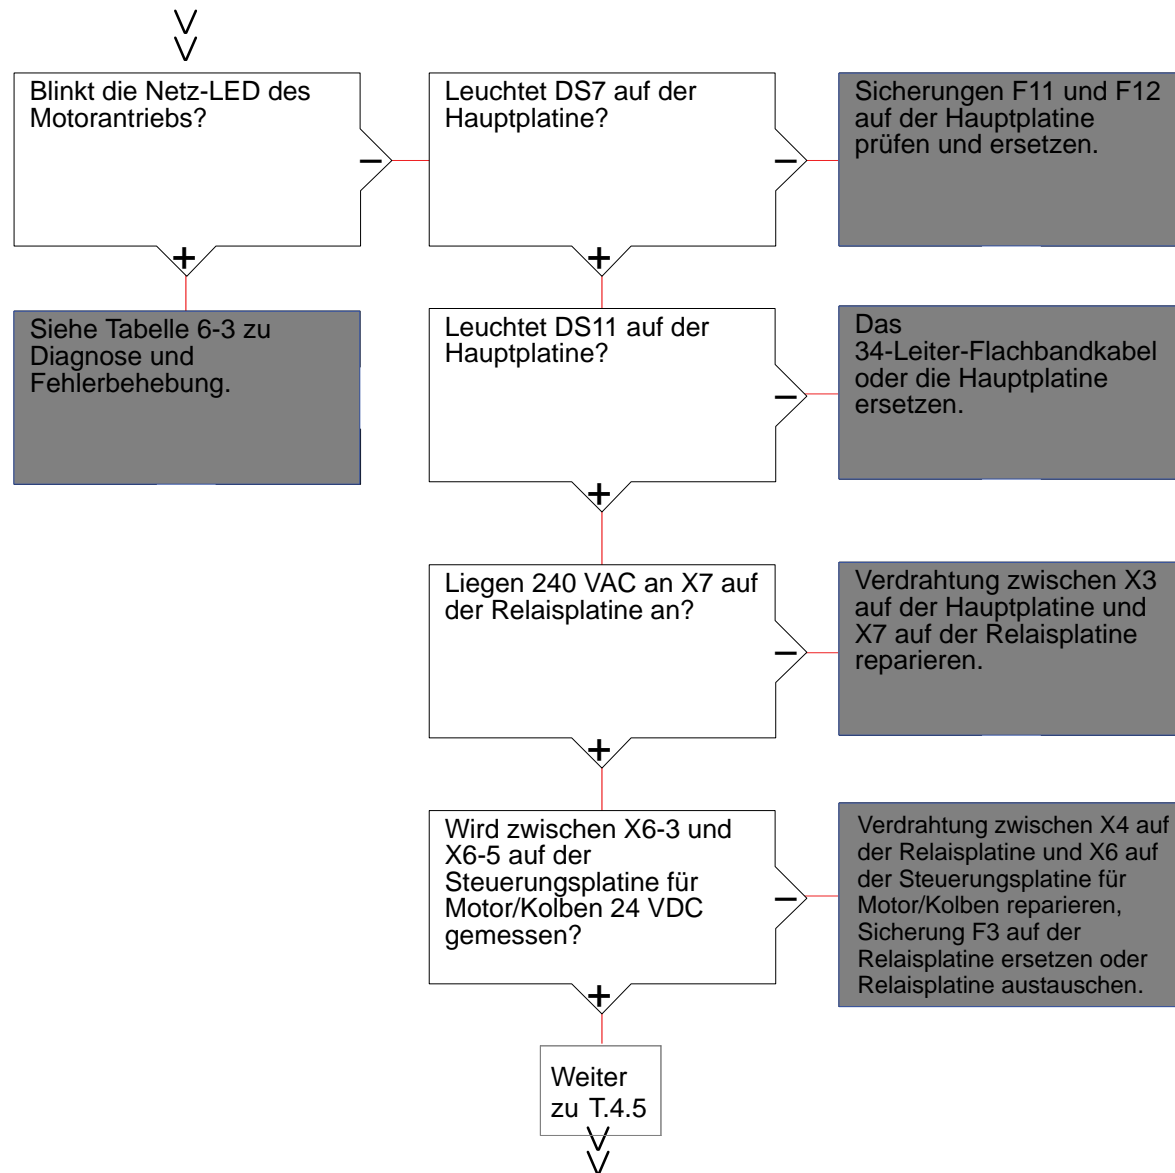 Blinkt die Netz-LED des
Motorantriebs?
–
+
Leuchtet DS7 auf der
Hauptplatine?
–
+
Sicherungen F11 und F12
auf der Hauptplatine
prüfen und ersetzen.
Siehe Tabelle 6-3 zu
Diagnose und
Fehlerbehebung.
Leuchtet DS11 auf der
Hauptplatine?
–
+
Das
34-Leiter-Flachbandkabel
oder die Hauptplatine
ersetzen.
Liegen 240 VAC an X7 auf
der Relaisplatine an?
–
+
Verdrahtung zwischen X3
auf der Hauptplatine und
X7 auf der Relaisplatine
reparieren.
Wird zwischen X6-3 und
X6-5 auf der
Steuerungsplatine für
Motor/Kolben 24 VDC
gemessen?
–
+
Verdrahtung zwischen X4 auf
der Relaisplatine und X6 auf
der Steuerungsplatine für
Motor/Kolben reparieren,
Sicherung F3 auf der
Relaisplatine ersetzen oder
Relaisplatine austauschen.
Weiter
zu T.4.5